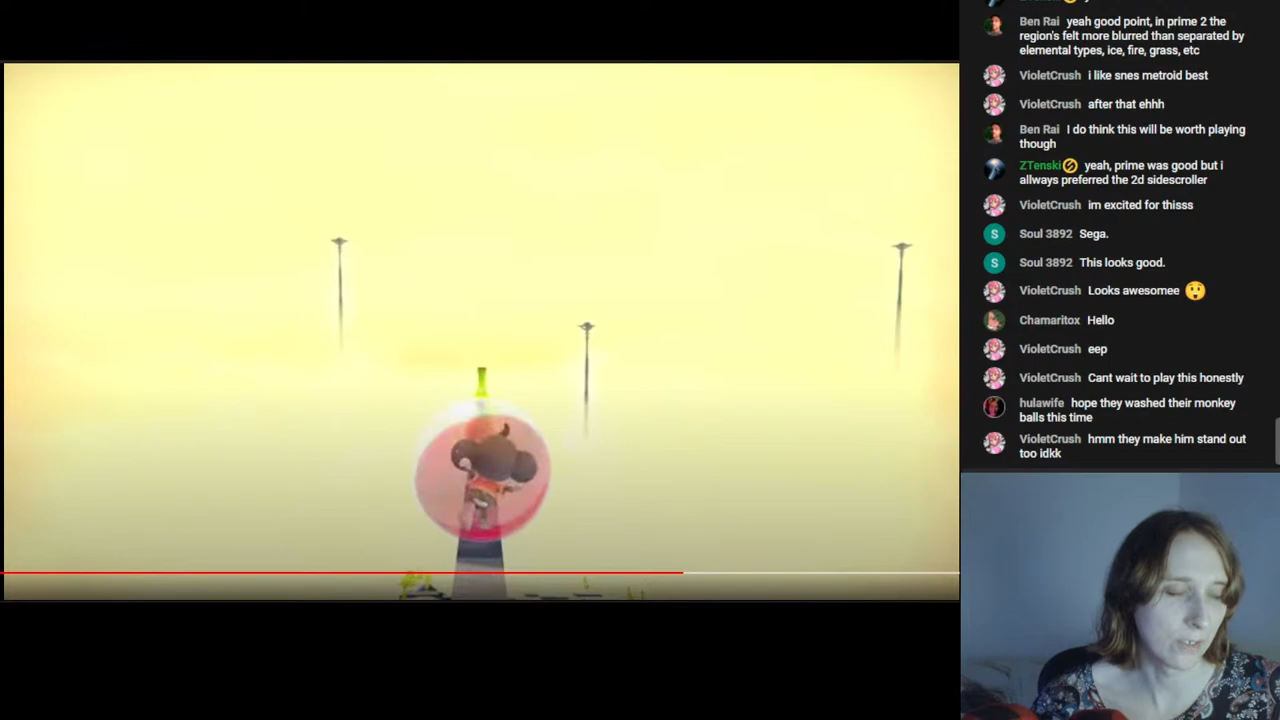 Ben Rai yeah good point, in prime 2 the
region's felt more blurred than separated by
elemental types, ice, fire, grass, etc
VioletCrush i like snes metroid best
VioletCrush after that ehhh
Ben Rai I do think this will be worth playing
though
ZTenski yeah, prime was good but i
allways preferred the 2d sidescroller
VioletCrush im excited for thisss
S Soul 3892 Sega.
S Soul 3892 This looks good.
VioletCrush Looks awesomee 😲
Chamaritox Hello
VioletCrush eep
VioletCrush Cant wait to play this honestly
hulawife hope they washed their monkey
balls this time
VioletCrush hmm they make him stand out
too idkk